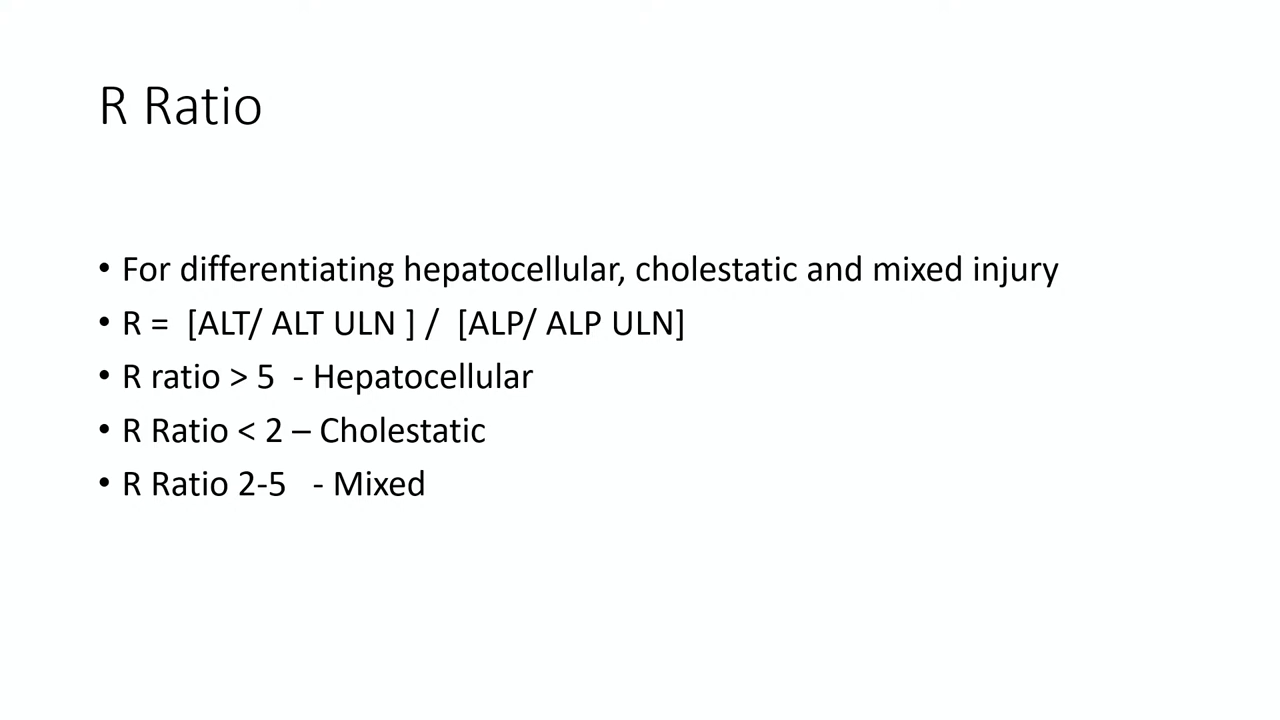 R Ratio
• For differentiating hepatocellular, cholestatic and mixed injury
• R =  [ALT/ ALT ULN ] /  [ALP/ ALP ULN]
• R ratio > 5  - Hepatocellular
• R Ratio < 2 – Cholestatic
• R Ratio 2-5   - Mixed